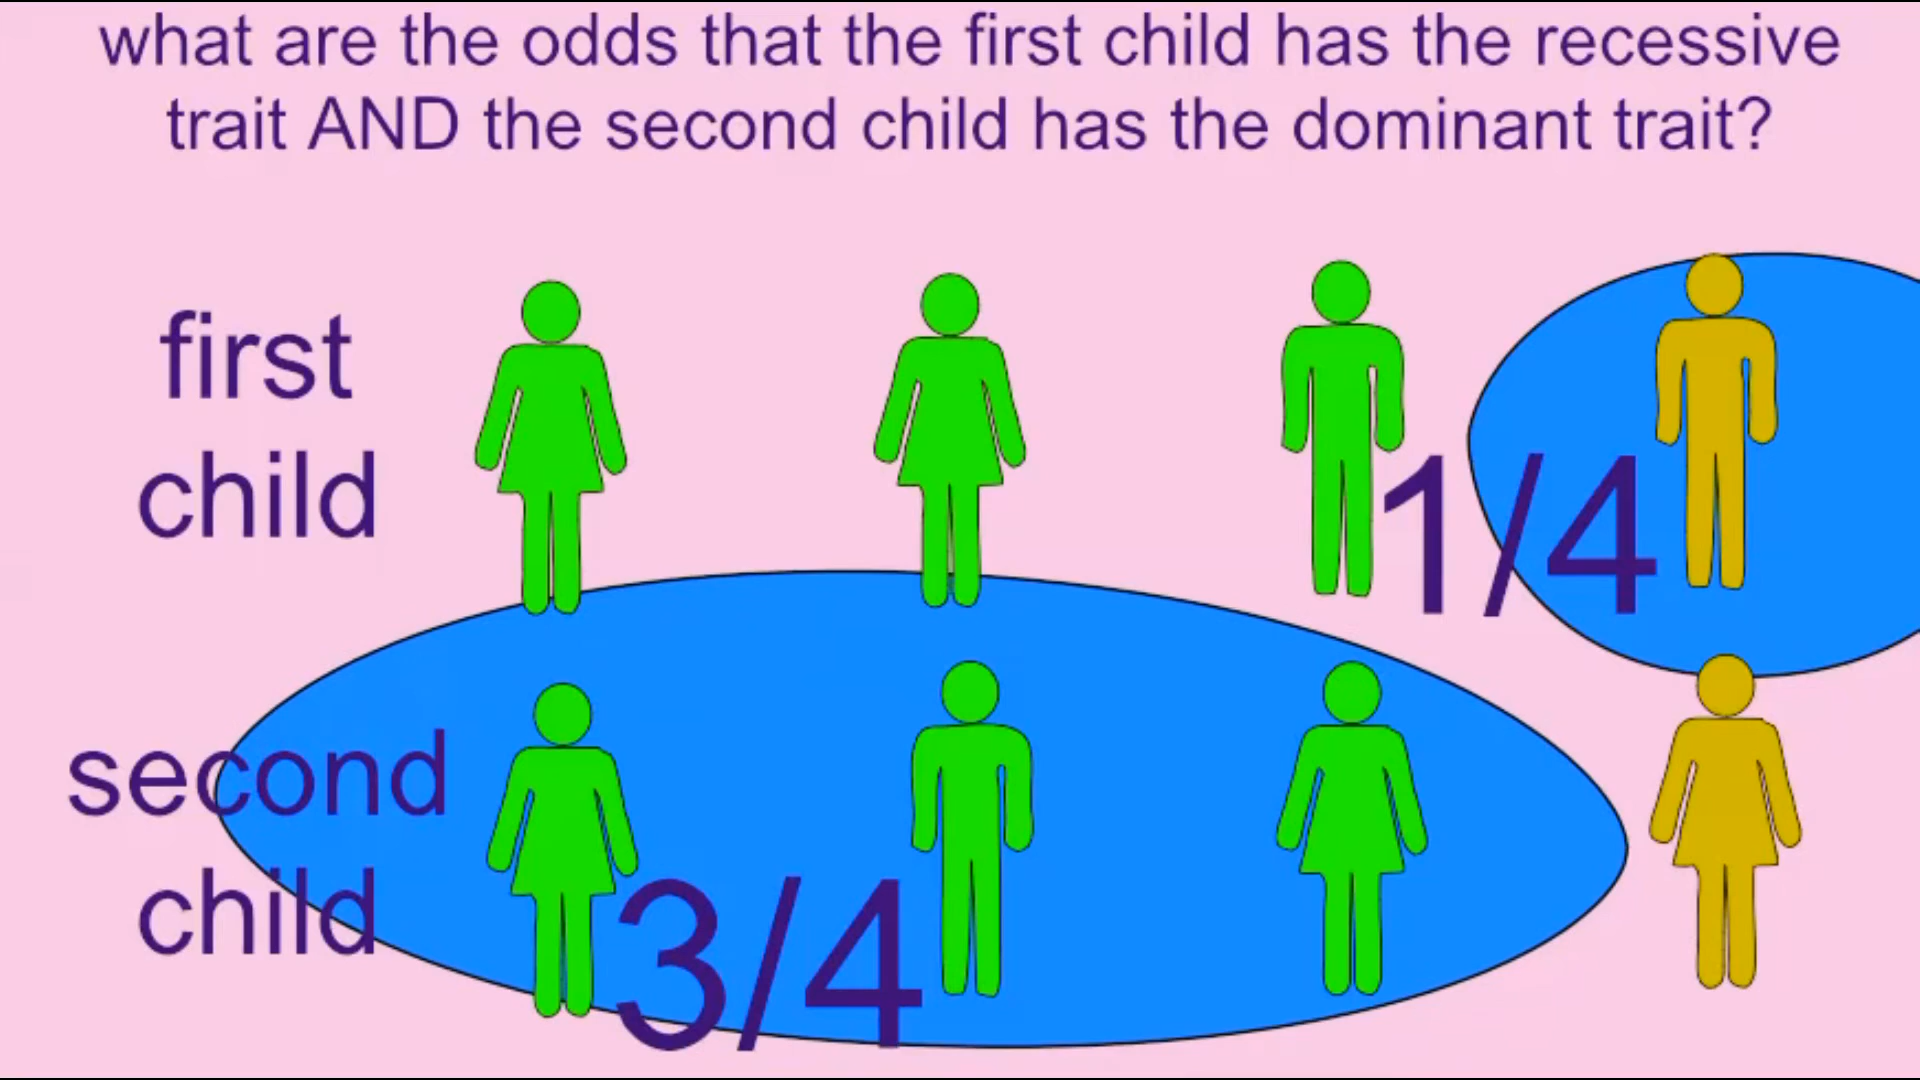 what are the odds that the first child has the recessive
trait AND the second child has the dominant trait?
first
child
1/4
second
child
3/4